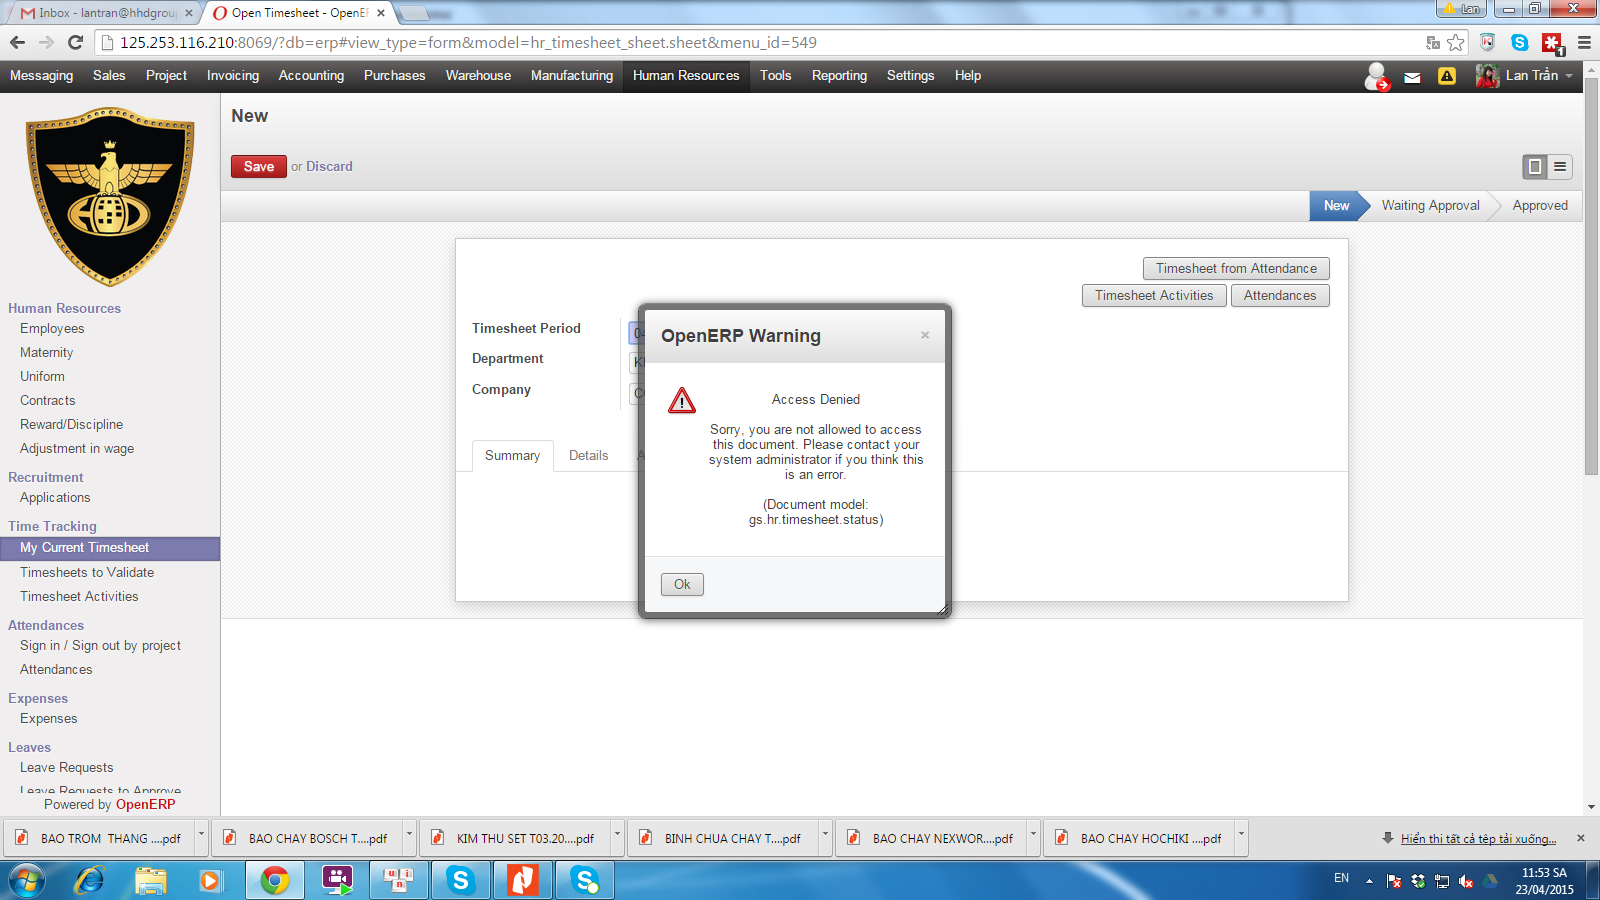 Inbox - lantran@hhdgroup
Open Timesheet - OpenER
Lan
125.253.116.210:8069/?db=erp#view_type=form&model=hr_timesheet_sheet.sheet&menu_id=549
1
Messaging Sales Project Invoicing Accounting Purchases Warehouse Manufacturing Human Resources Tools Reporting Settings Help
Lan Trần
New
Save or Discard
New Waiting Approval Approved
Timesheet from Attendance
Timesheet Activities Attendances
Timesheet Period
Department
Company
Summary Details
OpenERP Warning
Access Denied
Sorry, you are not allowed to access
this document. Please contact your
system administrator if you think this
is an error.
(Document model:
gs.hr.timesheet.status)
Ok
HHD
Human Resources
Employees
Maternity
Uniform
Contracts
Reward/Discipline
Adjustment in wage
Recruitment
Applications
Time Tracking
My Current Timesheet
Timesheets to Validate
Timesheet Activities
Attendances
Sign in / Sign out by project
Attendances
Expenses
Expenses
Leaves
Leave Requests
Leave Requests to Approve
Powered by OpenERP
BAO TROM THANG ....pdf
BAO CHAY BOSCH T....pdf
KIM THU SET T03.20....pdf
BINH CHUA CHAY T....pdf
BAO CHAY NEXWOR....pdf
BAO CHAY HOCHIKI ....pdf
Hiển thị tất cả tệp tải xuống...
EN
11:53 SA
23/04/2015